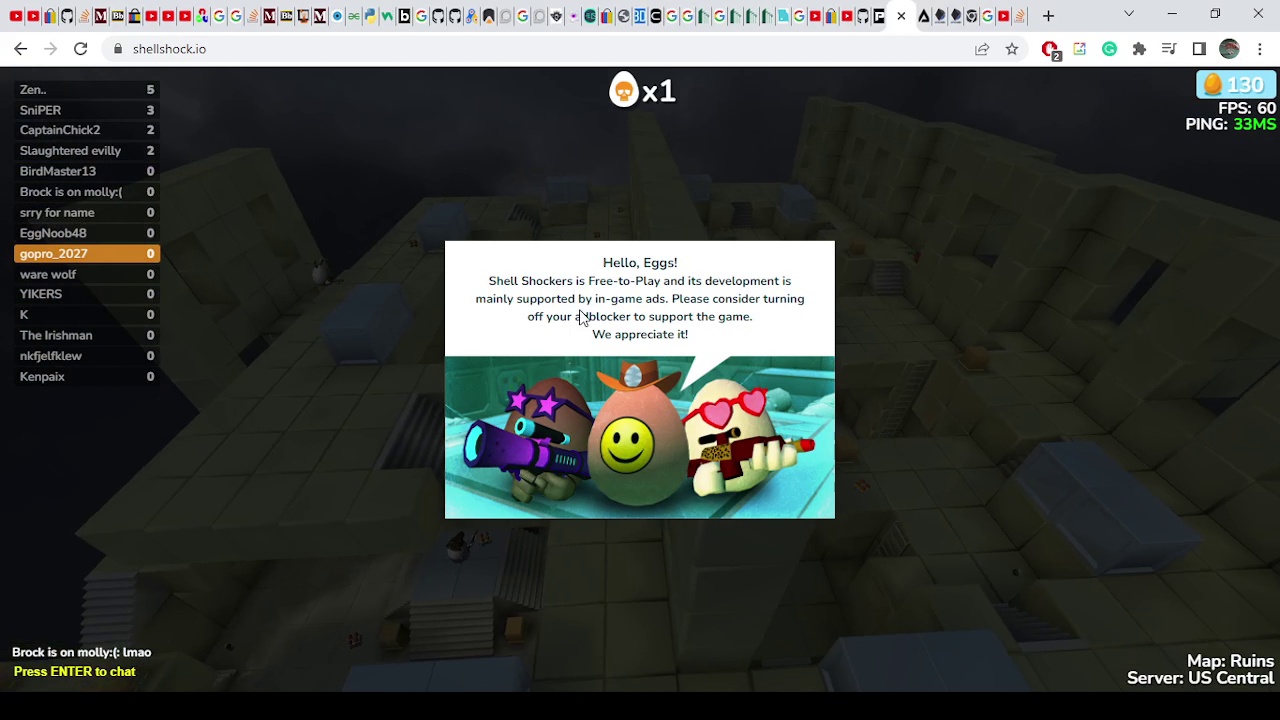 shellshock.io
2
Zen.. 5
SniPER 3
CaptainChick2 2
Slaughtered evilly 2
BirdMaster13 0
Brock is on molly:( 0
srry for name 0
EggNoob48 0
gopro_2027 0
ware wolf 0
YIKERS 0
K 0
The Irishman 0
nkfjelfklew 0
Kenpaix 0
x1
130
FPS: 60
PING: 33MS
Hello, Eggs!
Shell Shockers is Free-to-Play and its development is
mainly supported by in-game ads. Please consider turning
off your adblocker to support the game.
We appreciate it!
Brock is on molly:(: lmao
Press ENTER to chat
Map: Ruins
Server: US Central